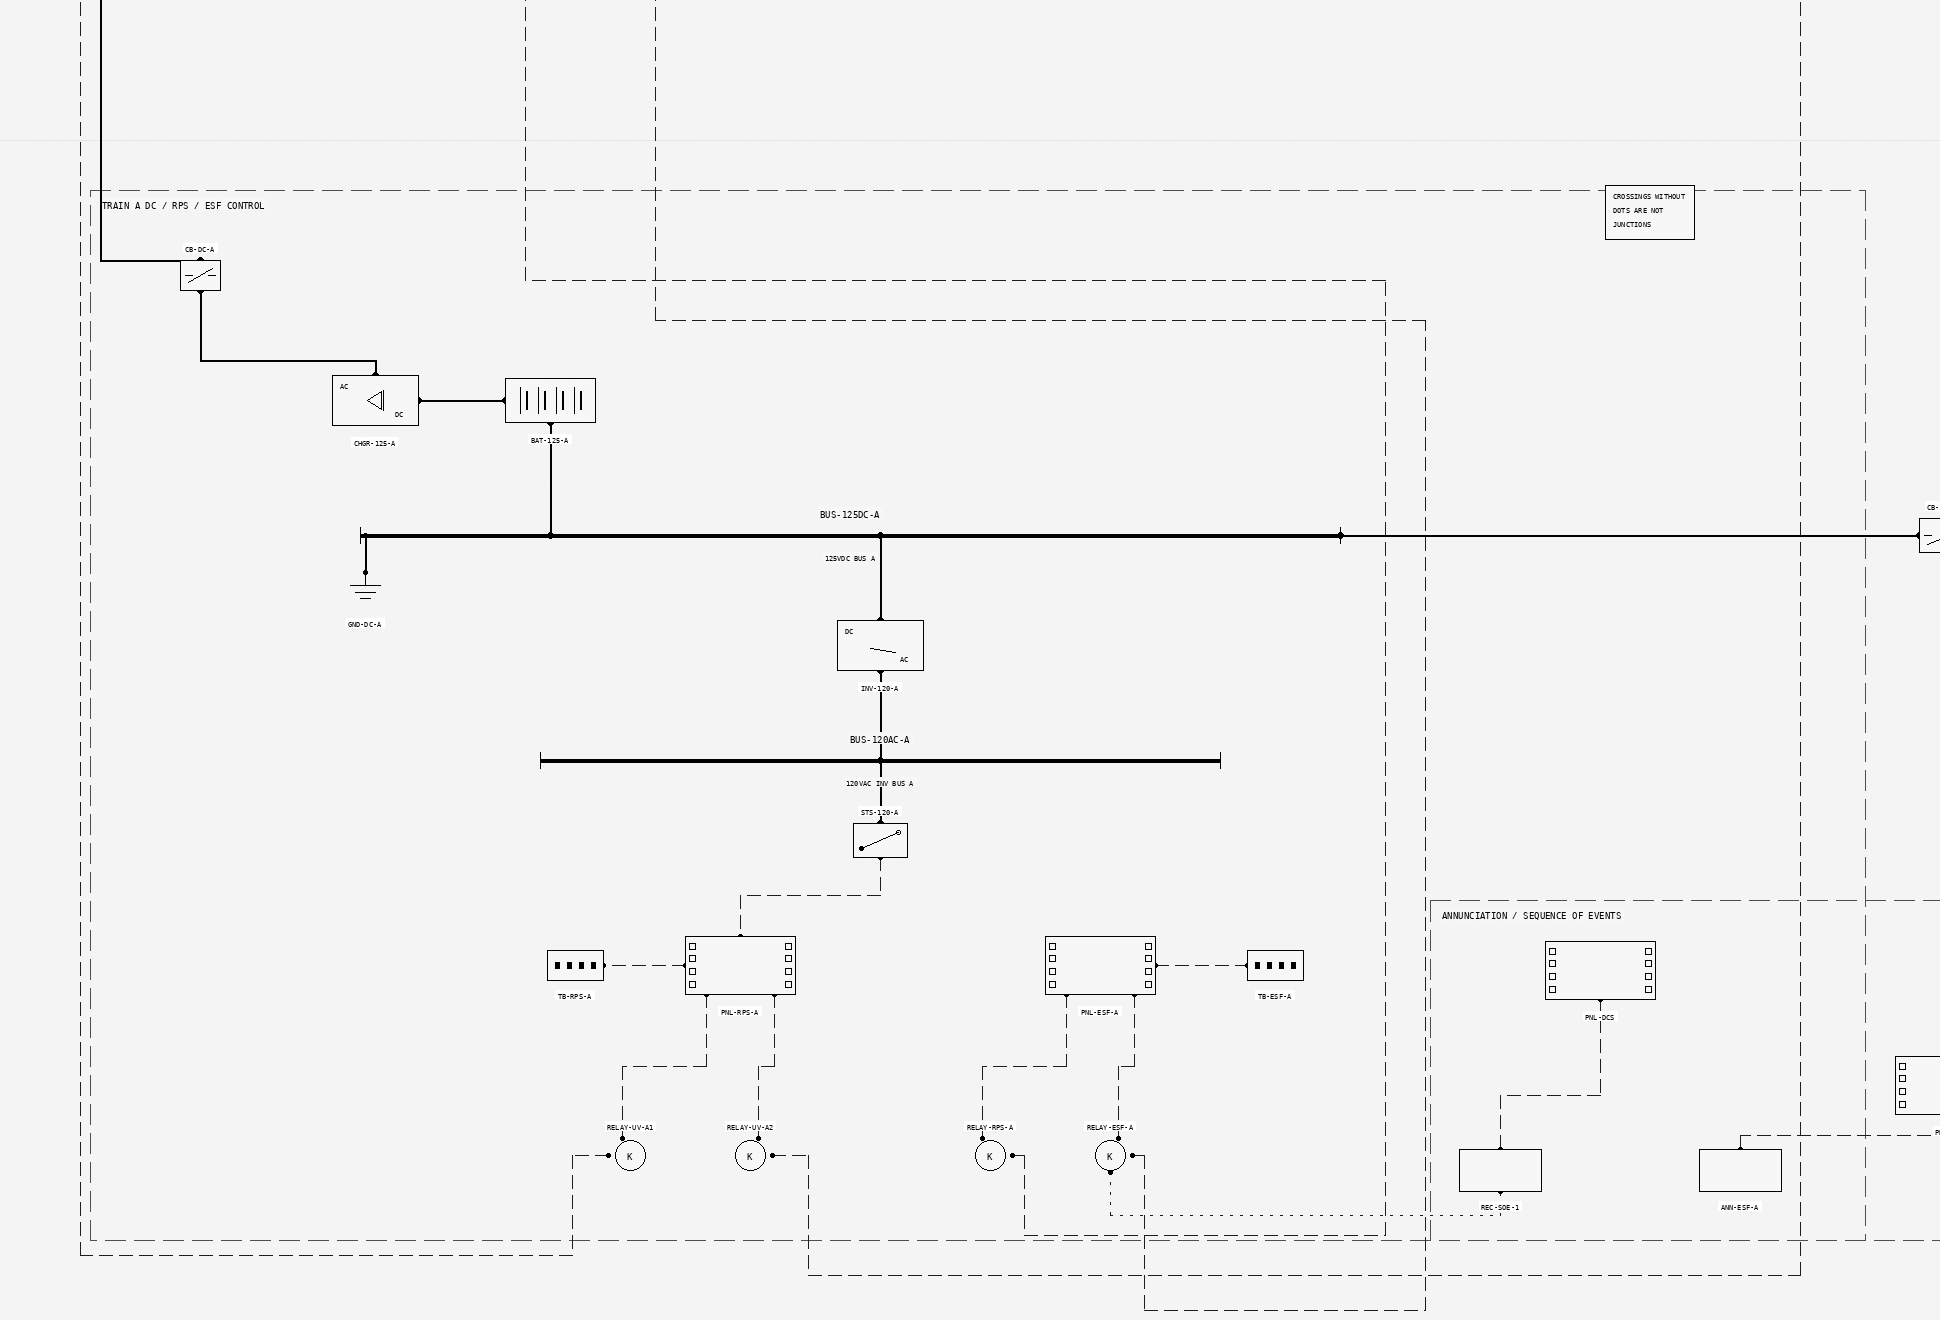 CROSSINGS WITHOUT
DOTS ARE NOT
JUNCTIONS
TRAIN A DC / RPS / ESF CONTROL
CB-DC-A
AC
DC
CHGR-125-A
BAT-125-A
BUS-125DC-A
CB-
125VDC BUS A
GND-DC-A
DC
AC
INV-120-A
BUS-120AC-A
120VAC INV BUS A
STS-120-A
ANNUNCIATION / SEQUENCE OF EVENTS
TB-RPS-A
PNL-RPS-A
PNL-ESF-A
TB-ESF-A
PNL-DCS
RELAY-UV-A1
RELAY-UV-A2
RELAY-RPS-A
RELAY-ESF-A
K
K
K
K
REC-SOE-1
ANN-ESF-A